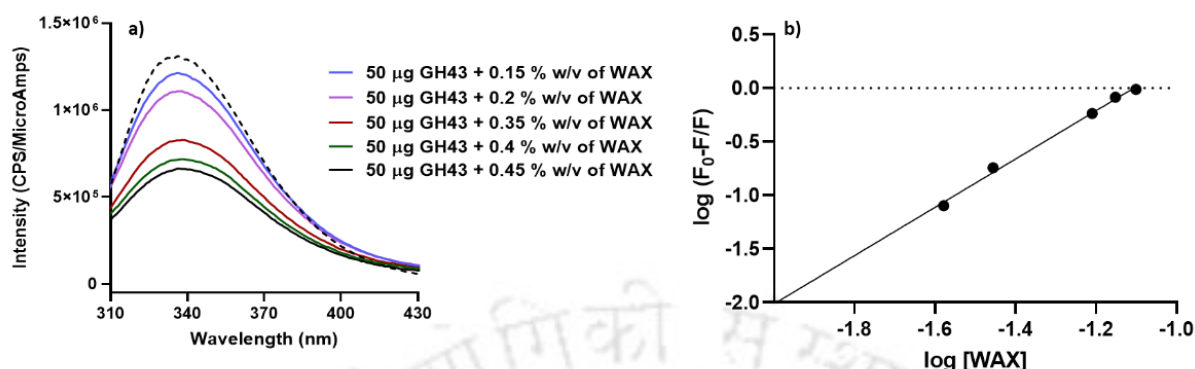 a)
1.5×10⁶
1×10⁶
5×10⁵
0
Intensity (CPS/MicroAmps)
310 340 370 400 430
Wavelength (nm)
50 μg GH43 + 0.15 % w/v of WAX
50 μg GH43 + 0.2 % w/v of WAX
50 μg GH43 + 0.35 % w/v of WAX
50 μg GH43 + 0.4 % w/v of WAX
50 μg GH43 + 0.45 % w/v of WAX
b)
0.5
0.0
-0.5
-1.0
-1.5
-2.0
log (F₀-F/F)
-1.8 -1.6 -1.4 -1.2 -1.0
log [WAX]